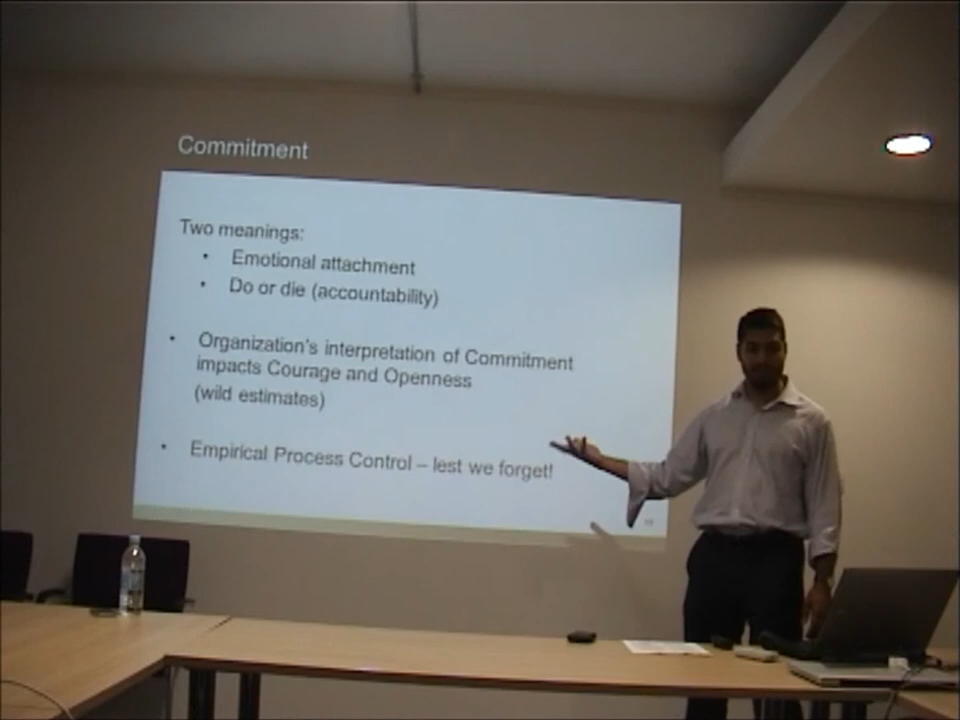 Commitment
Two meanings:
• Emotional attachment
• Do or die (accountability)
• Organization's interpretation of Commitment
impacts Courage and Openness
(wild estimates)
• Empirical Process Control – lest we forget!